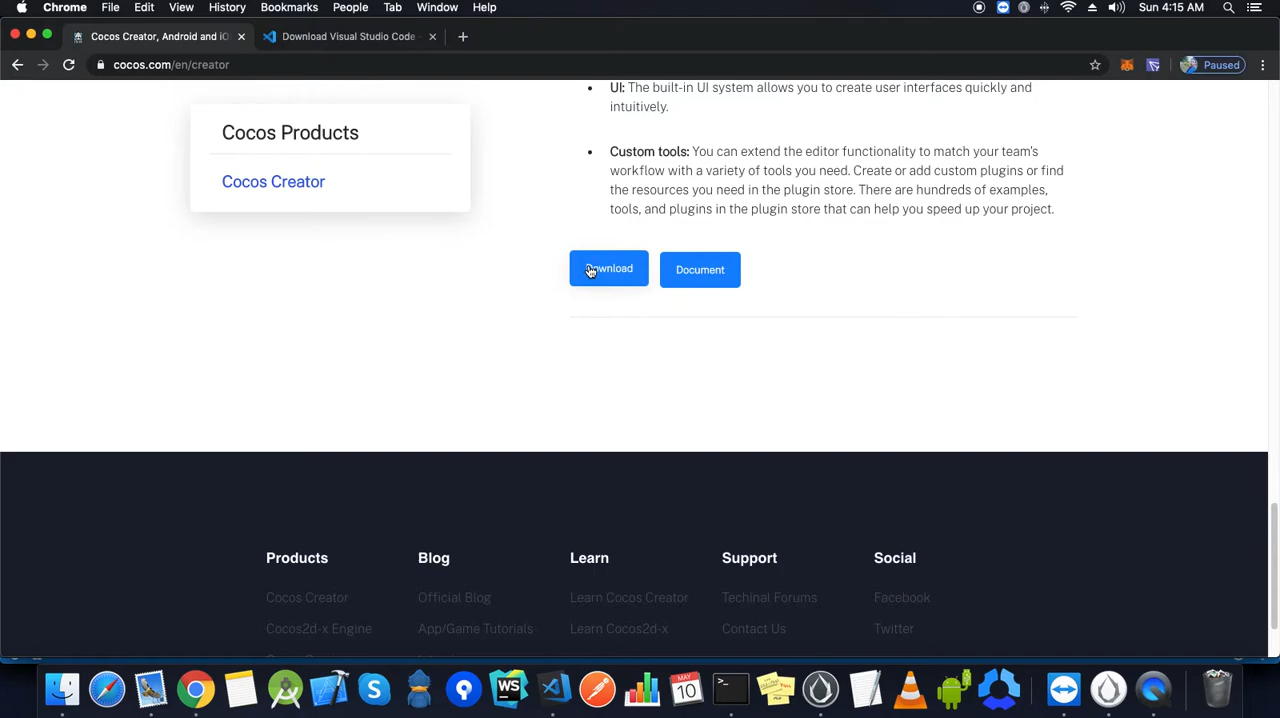 Chrome File Edit View History Bookmarks People Tab Window Help Sun 4:15 AM
Cocos Creator, Android and iO Download Visual Studio Code -
cocos.com/en/creator Paused
UI: The built-in UI system allows you to create user interfaces quickly and
intuitively.
Cocos Products
Cocos Creator
Custom tools: You can extend the editor functionality to match your team's
workflow with a variety of tools you need. Create or add custom plugins or find
the resources you need in the plugin store. There are hundreds of examples,
tools, and plugins in the plugin store that can help you speed up your project.
Download Document
Products Blog Learn Support Social
Cocos Creator Official Blog Learn Cocos Creator Techinal Forums Facebook
Cocos2d-x Engine App/Game Tutorials Learn Cocos2d-x Contact Us Twitter
WS
MAY
10